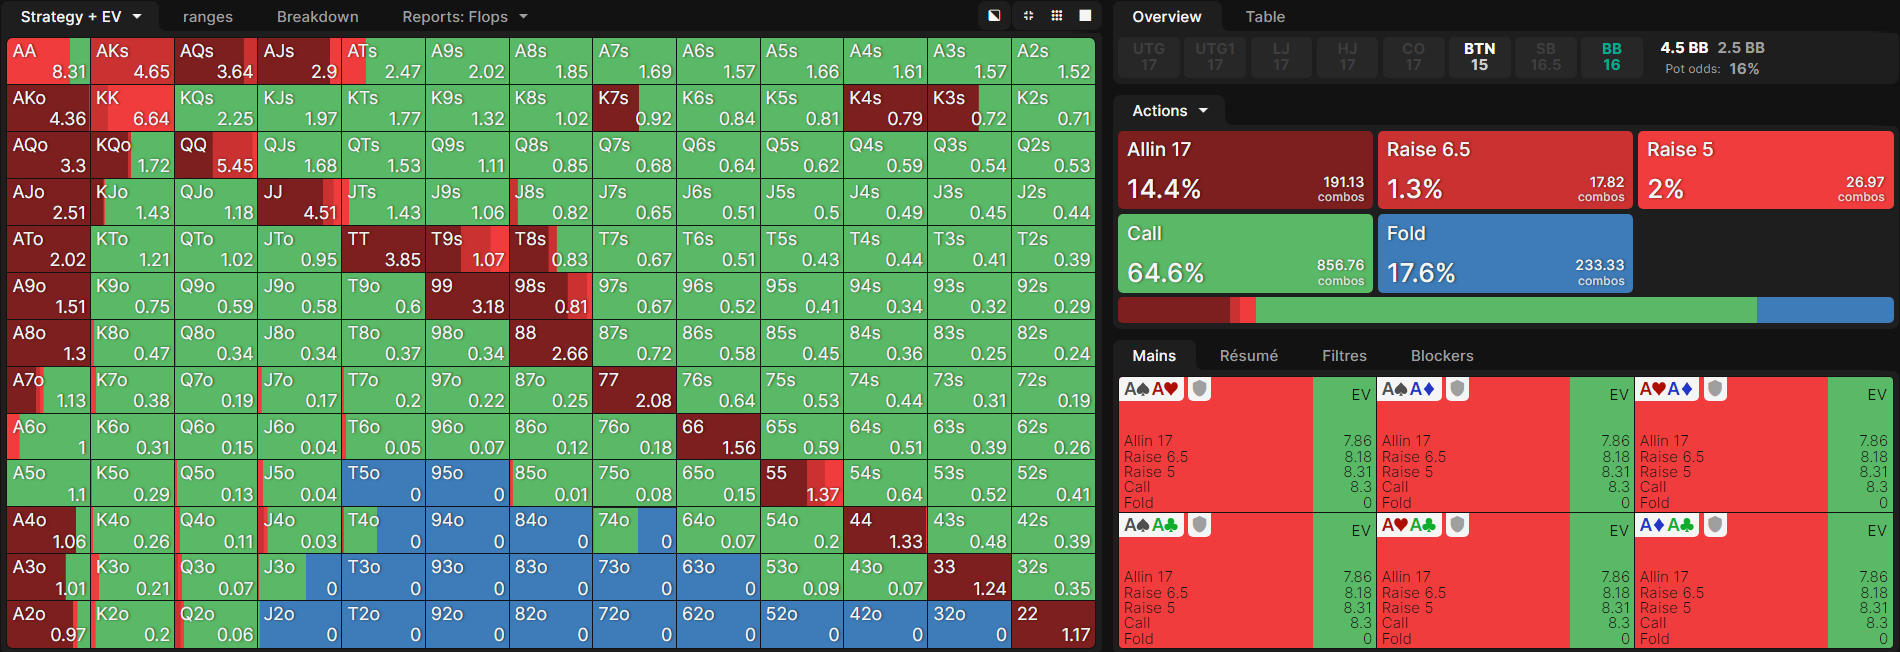 Strategy + EV ranges Breakdown Reports: Flops
AA AKs AQs AJs ATs A9s A8s A7s A6s A5s A4s A3s A2s
8.31 4.65 3.64 2.9 2.47 2.02 1.85 1.69 1.57 1.66 1.61 1.57 1.52
AKo KK KQs KJs KTs K9s K8s K7s K6s K5s K4s K3s K2s
4.36 6.64 2.25 1.97 1.77 1.32 1.02 0.92 0.84 0.81 0.79 0.72 0.71
AQo KQo QQ QJs QTs Q9s Q8s Q7s Q6s Q5s Q4s Q3s Q2s
3.3 1.72 5.45 1.68 1.53 1.11 0.85 0.68 0.64 0.62 0.59 0.54 0.53
AJo KJo QJo JJ JTs J9s J8s J7s J6s J5s J4s J3s J2s
2.51 1.43 1.18 4.51 1.43 1.06 0.82 0.65 0.51 0.5 0.49 0.45 0.44
ATo KTo QTo JTo TT T9s T8s T7s T6s T5s T4s T3s T2s
2.02 1.21 1.02 0.95 3.85 1.07 0.83 0.67 0.51 0.43 0.44 0.41 0.39
A9o K9o Q9o J9o T9o 99 98s 97s 96s 95s 94s 93s 92s
1.51 0.75 0.59 0.58 0.6 3.18 0.81 0.67 0.52 0.41 0.34 0.32 0.29
A8o K8o Q8o J8o T8o 98o 88 87s 86s 85s 84s 83s 82s
1.3 0.47 0.34 0.34 0.37 0.34 2.66 0.72 0.58 0.45 0.36 0.25 0.24
A7o K7o Q7o J7o T7o 97o 87o 77 76s 75s 74s 73s 72s
1.13 0.38 0.19 0.17 0.2 0.22 0.25 2.08 0.64 0.53 0.44 0.31 0.19
A6o K6o Q6o J6o T6o 96o 86o 76o 66 65s 64s 63s 62s
1 0.31 0.15 0.04 0.05 0.07 0.12 0.18 1.56 0.59 0.51 0.39 0.26
A5o K5o Q5o J5o T5o 95o 85o 75o 65o 55 54s 53s 52s
1.1 0.29 0.13 0.04 0 0 0.01 0.08 0.15 1.37 0.64 0.52 0.41
A4o K4o Q4o J4o T4o 94o 84o 74o 64o 54o 44 43s 42s
1.06 0.26 0.11 0.03 0 0 0 0 0.07 0.2 1.33 0.48 0.39
A3o K3o Q3o J3o T3o 93o 83o 73o 63o 53o 43o 33 32s
1.01 0.21 0.07 0 0 0 0 0 0 0.09 0.07 1.24 0.35
A2o K2o Q2o J2o T2o 92o 82o 72o 62o 52o 42o 32o 22
0.97 0.2 0.06 0 0 0 0 0 0 0 0 0 1.17
Overview Table
UTG UTG1 LJ HJ CO BTN SB BB 4.5 BB 2.5 BB
17 17 17 17 17 15 16.5 16 Pot odds: 16%
Actions
Allin 17 Raise 6.5 Raise 5
14.4% 191.13 combos 1.3% 17.82 combos 2% 26.97 combos
Call Fold
64.6% 856.76 combos 17.6% 233.33 combos
Mains Résumé Filtres Blockers
A♠A♥ EV A♠A♦ EV A♥A♦ EV
Allin 17 7.86 Allin 17 7.86 Allin 17 7.86
Raise 6.5 8.18 Raise 6.5 8.18 Raise 6.5 8.18
Raise 5 8.31 Raise 5 8.31 Raise 5 8.31
Call 8.3 Call 8.3 Call 8.3
Fold 0 Fold 0 Fold 0
A♠A♣ EV A♥A♣ EV A♦A♣ EV
Allin 17 7.86 Allin 17 7.86 Allin 17 7.86
Raise 6.5 8.18 Raise 6.5 8.18 Raise 6.5 8.18
Raise 5 8.31 Raise 5 8.31 Raise 5 8.31
Call 8.3 Call 8.3 Call 8.3
Fold 0 Fold 0 Fold 0